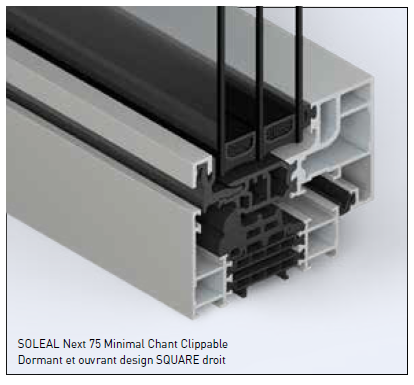 SOLEAL Next 75 Minimal Chant Clippable
Dormant et ouvrant design SQUARE droit